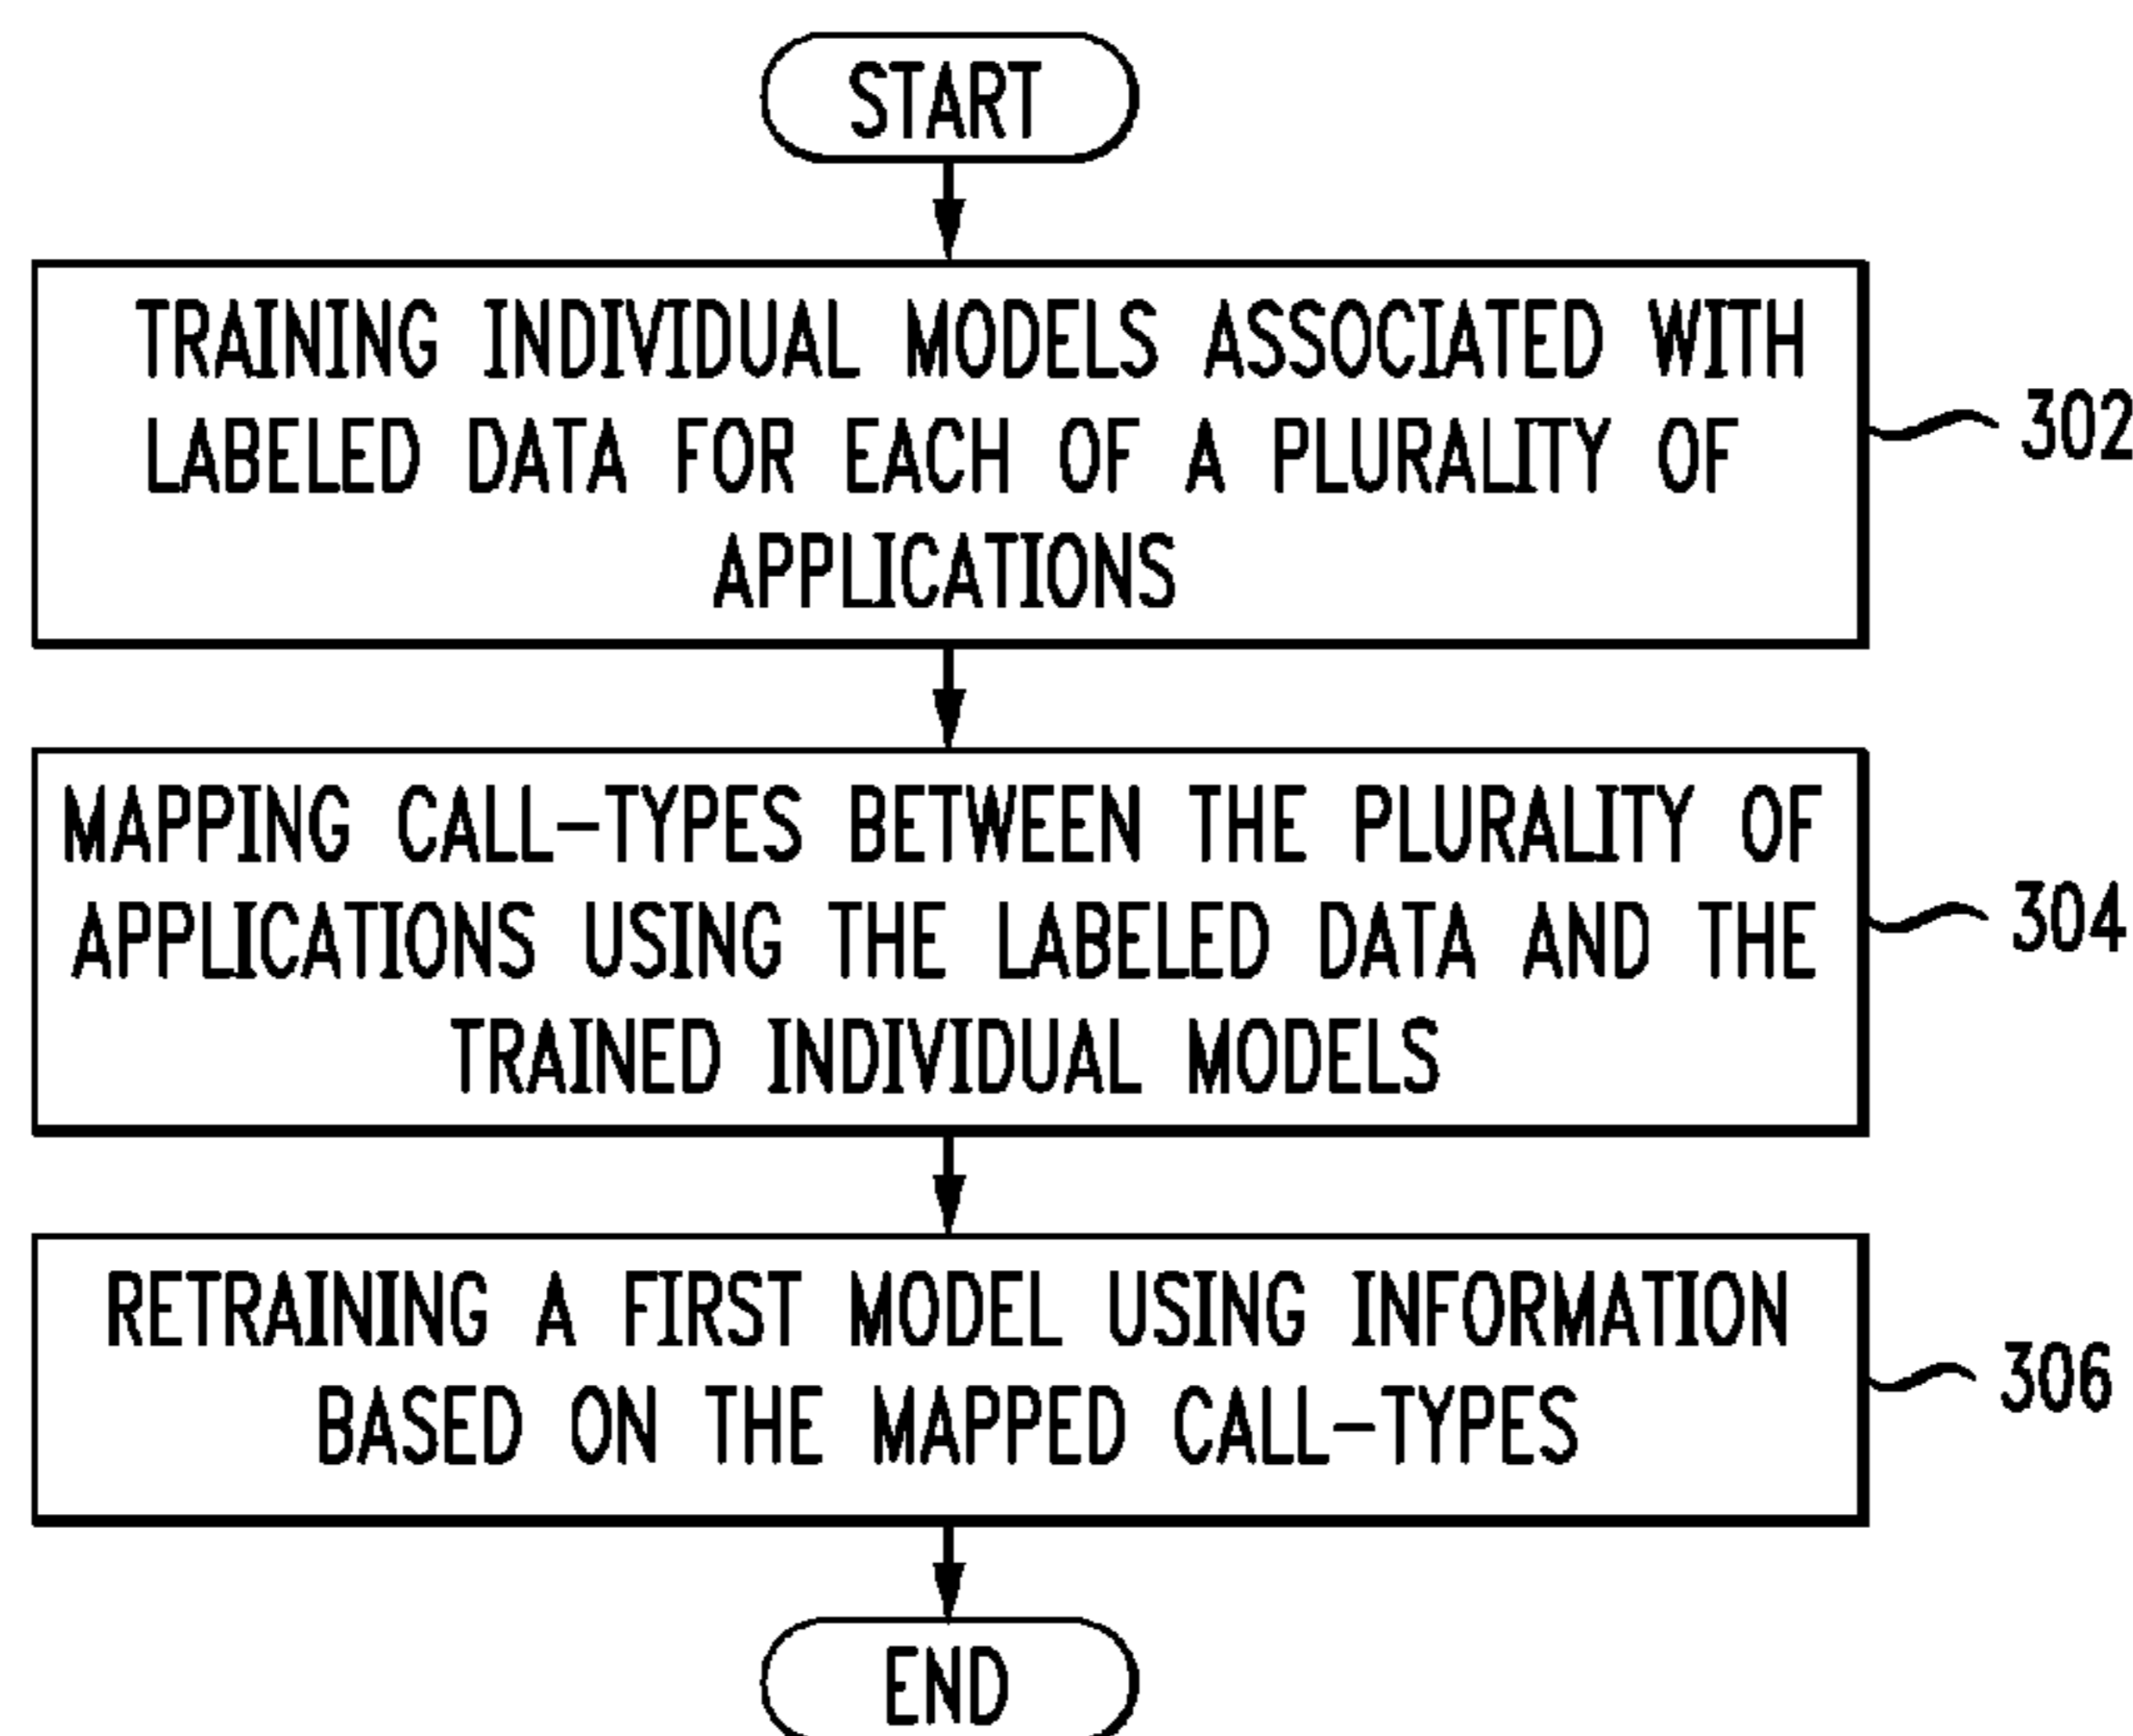 START
TRAINING INDIVIDUAL MODELS ASSOCIATED WITH
LABELED DATA FOR EACH OF A PLURALITY OF
APPLICATIONS
302
MAPPING CALL-TYPES BETWEEN THE PLURALITY OF
APPLICATIONS USING THE LABELED DATA AND THE
TRAINED INDIVIDUAL MODELS
304
RETRAINING A FIRST MODEL USING INFORMATION
BASED ON THE MAPPED CALL-TYPES
306
END